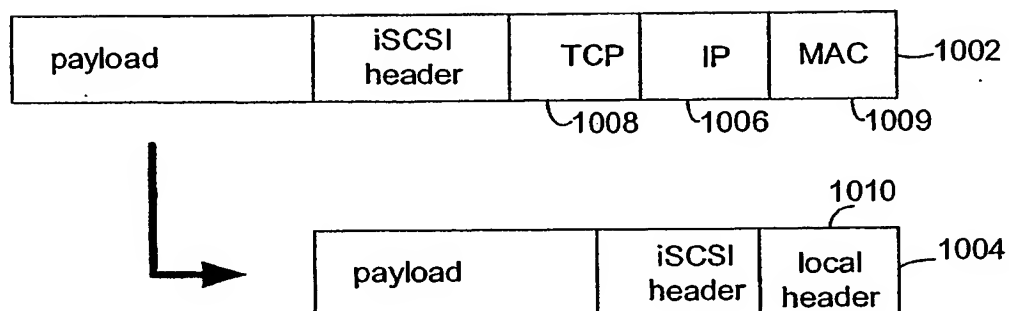 payload
iSCSI
header
TCP
IP
MAC
1002
1008
1006
1009
1010
payload
iSCSI
header
local
header
1004